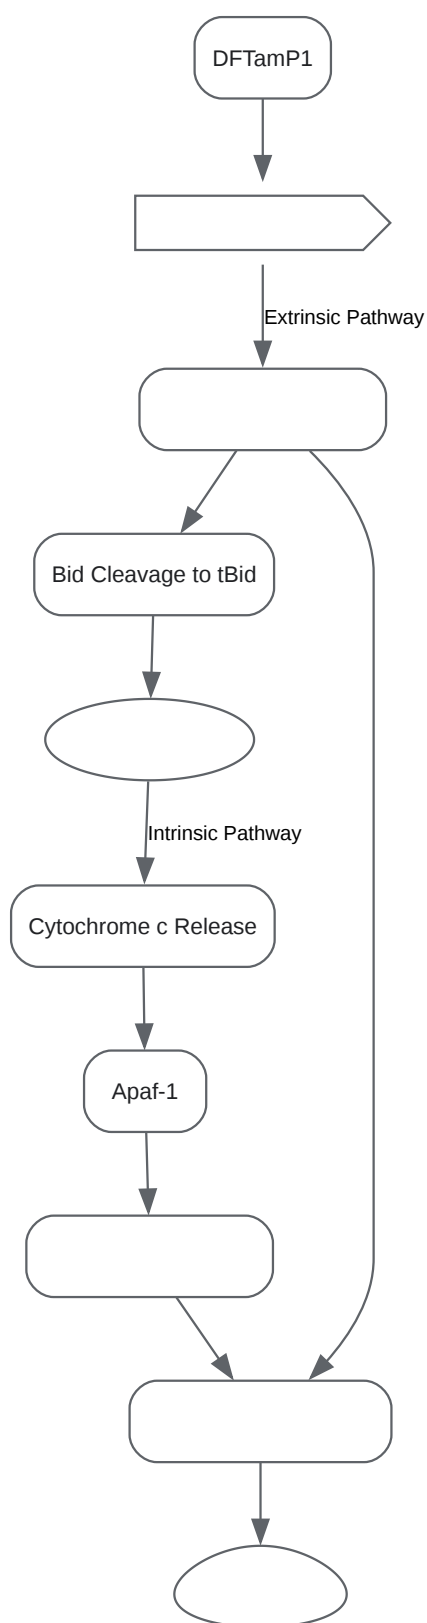 DFTamP1
Extrinsic Pathway
Bid Cleavage to tBid
Intrinsic Pathway
Cytochrome c Release
Apaf-1